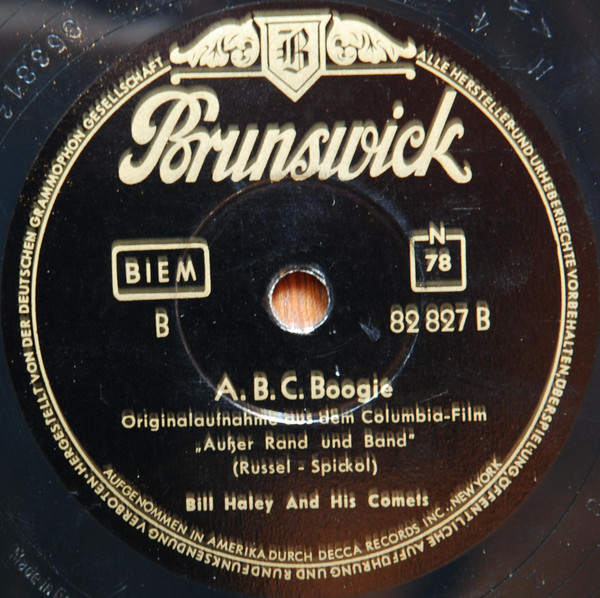 B
Brunswick
BIEM
N
78
B
82 827 B
A. B. C. Boogie
Originalaufnahme aus dem Columbia-Film
„Außer Rand und Band"
(Russel - Spickol)
Bill Haley And His Comets
AUFGENOMMEN IN AMERIKA DURCH DECCA RECORDS INC., NEW YORK
HERGESTELLT VON DER DEUTSCHEN GRAMMOPHON GESELLSCHAFT
ALLE HERSTELLER- UND URHEBERRECHTE VORBEHALTEN · ÜBERSPIELUNG ÖFFENTLICHE AUFFÜHRUNG UND RUNDFUNKSENDUNG VERBOTEN ·
Made in